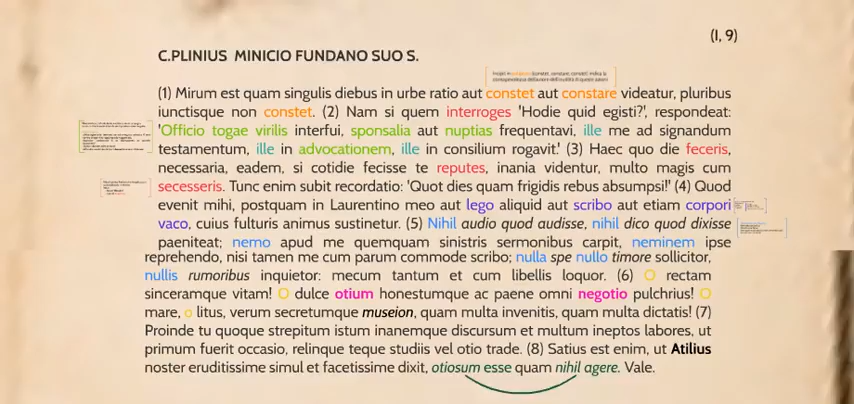 (I, 9)
C.PLINIUS MINICIO FUNDANO SUO S.
(1) Mirum est quam singulis diebus in urbe ratio aut constet aut constare videatur, pluribus
iunctisque non constet. (2) Nam si quem interroges 'Hodie quid egisti?', respondeat:
'Officio togae virilis interfui, sponsalia aut nuptias frequentavi, ille me ad signandum
testamentum, ille in advocationem, ille in consilium rogavit.' (3) Haec quo die feceris,
necessaria, eadem, si cotidie fecisse te reputes, inania videntur, multo magis cum
secesseris. Tunc enim subit recordatio: 'Quot dies quam frigidis rebus absumpsi!' (4) Quod
evenit mihi, postquam in Laurentino meo aut lego aliquid aut scribo aut etiam corpori
vaco, cuius fulturis animus sustinetur. (5) Nihil audio quod audisse, nihil dico quod dixisse
paeniteat; nemo apud me quemquam sinistris sermonibus carpit, neminem ipse
reprehendo, nisi tamen me cum parum commode scribo; nulla spe nullo timore sollicitor,
nullis rumoribus inquietor: mecum tantum et cum libellis loquor. (6) O rectam
sinceramque vitam! O dulce otium honestumque ac paene omni negotio pulchrius! O
mare, o litus, verum secretumque museion, quam multa invenitis, quam multa dictatis! (7)
Proinde tu quoque strepitum istum inanemque discursum et multum ineptos labores, ut
primum fuerit occasio, relinque teque studiis vel otio trade. (8) Satius est enim, ut Atilius
noster eruditissime simul et facetissime dixit, otiosum esse quam nihil agere. Vale.